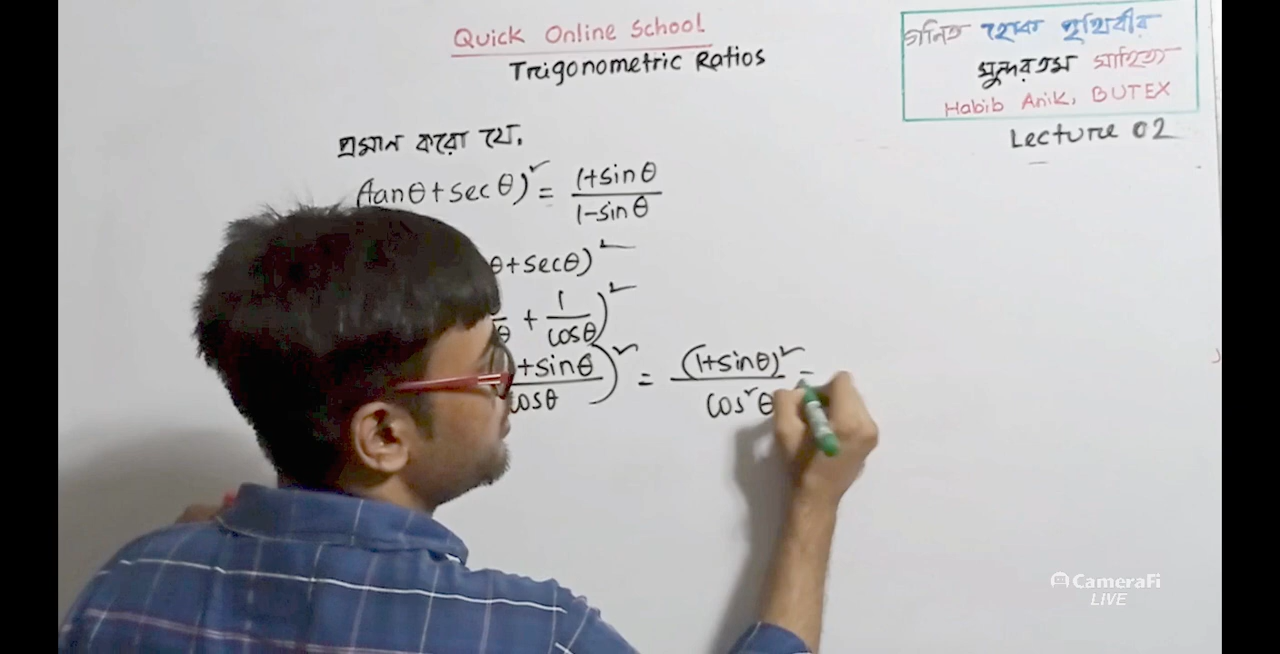 Quick Online School
Trigonometric Ratios
গনিত হোক পৃথিবীর
সুন্দরতম সাহিত্য
Habib Anik, BUTEX
Lecture 02
প্রমান করো যে,
(tanθ+secθ)² = (1+sinθ)/(1-sinθ)
θ+secθ)²
θ + 1/cosθ)²
+sinθ/cosθ)² = (1+sinθ)²/cos²θ =
CameraFi
LIVE